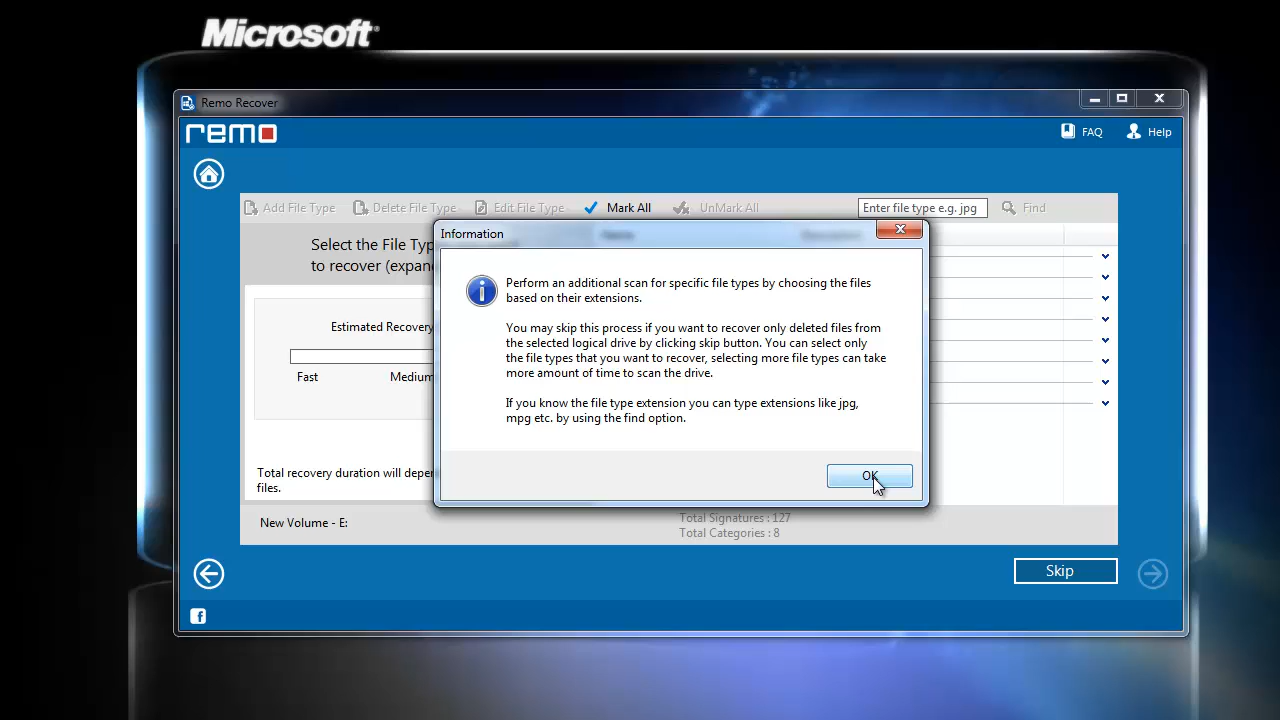 Microsoft
Remo Recover
remo
FAQ
Help
Add File Type
Delete File Type
Edit File Type
Mark All
UnMark All
Enter file type e.g. jpg
Find
Select the File Typ
to recover (expan
Estimated Recovery
Fast
Medium
Total recovery duration will depe
files.
New Volume - E:
Total Signatures : 127
Total Categories : 8
Information
Perform an additional scan for specific file types by choosing the files
based on their extensions.
You may skip this process if you want to recover only deleted files from
the selected logical drive by clicking skip button. You can select only
the file types that you want to recover, selecting more file types can take
more amount of time to scan the drive.
If you know the file type extension you can type extensions like jpg,
mpg etc. by using the find option.
OK
Skip